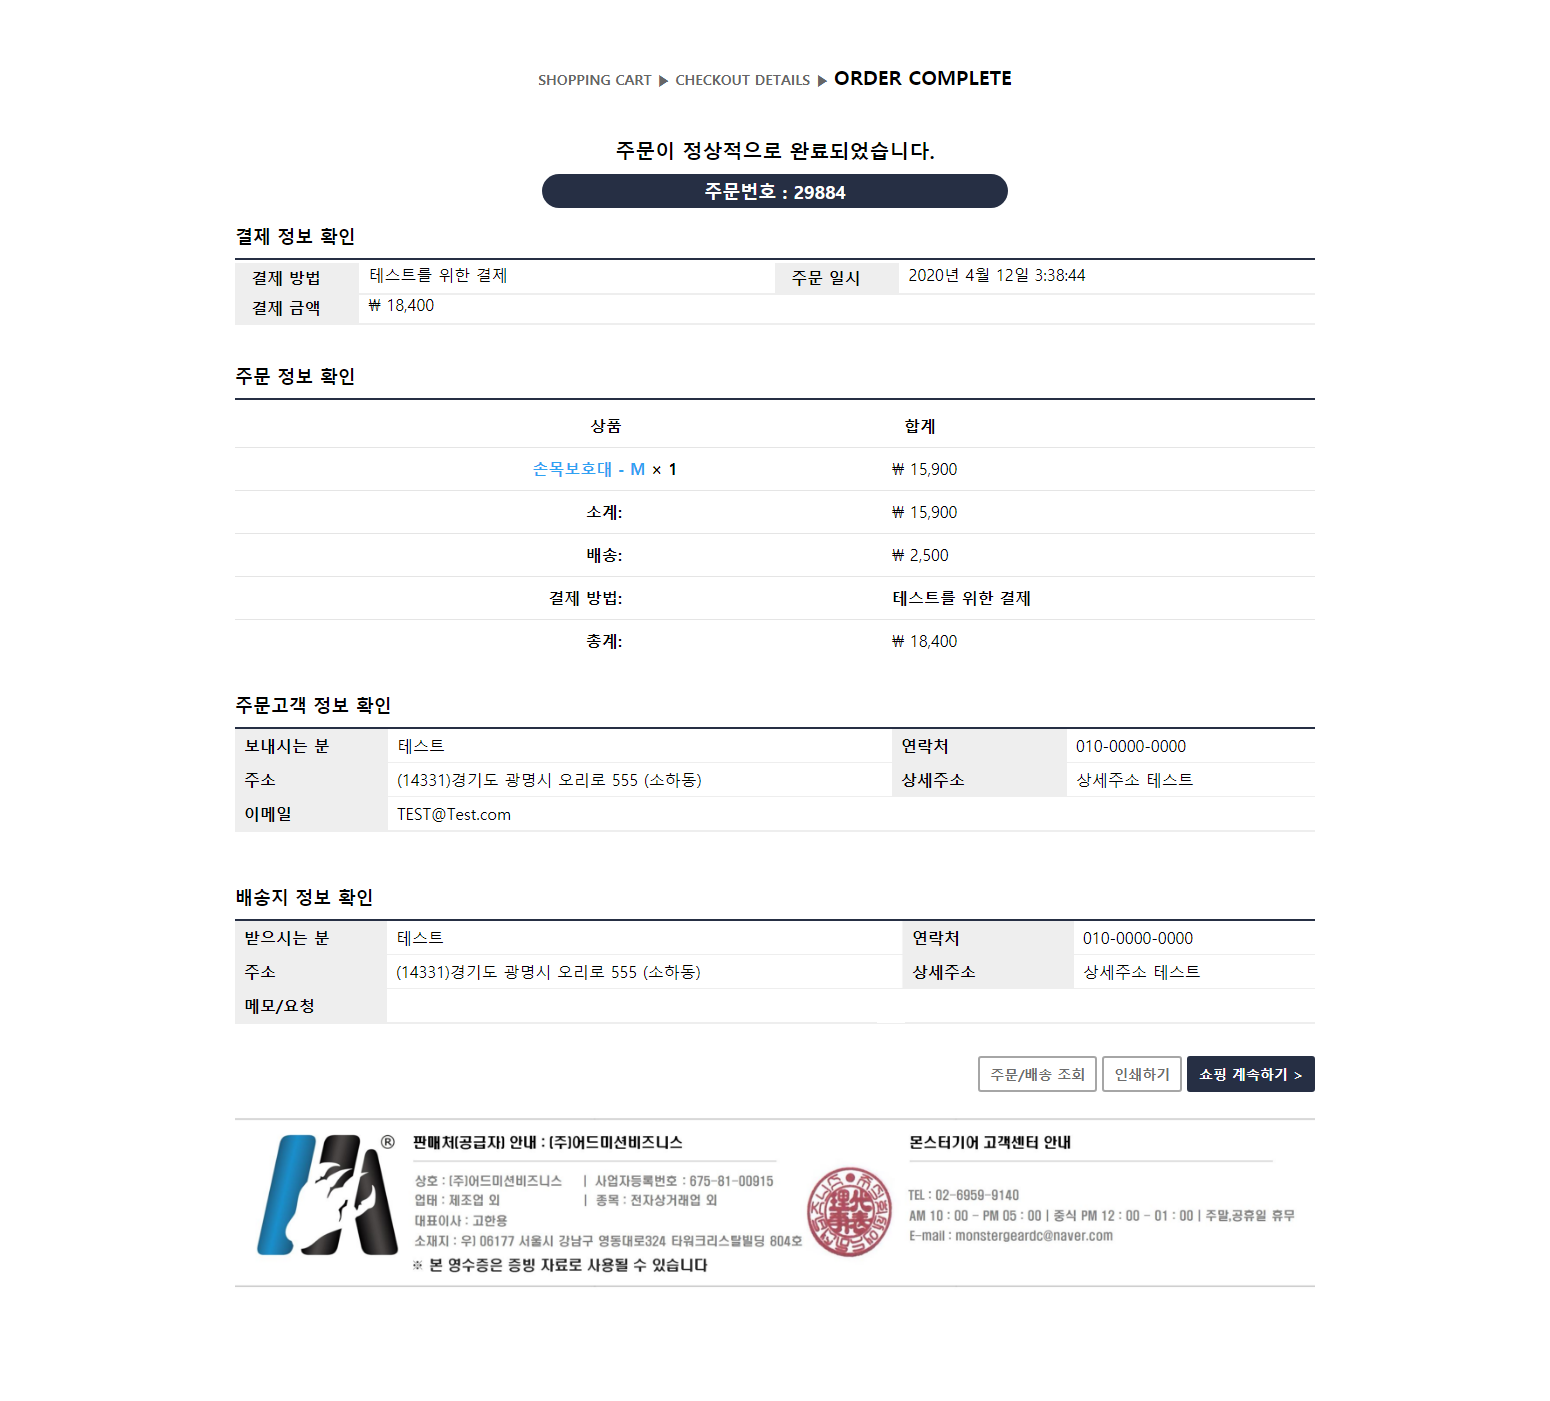 SHOPPING CART ▶ CHECKOUT DETAILS ▶ ORDER COMPLETE
주문이 정상적으로 완료되었습니다.
주문번호 : 29884
결제 정보 확인
결제 방법 테스트를 위한 결제 주문 일시 2020년 4월 12일 3:38:44
결제 금액 ₩ 18,400
주문 정보 확인
상품 합계
손목보호대 - M × 1 ₩ 15,900
소계: ₩ 15,900
배송: ₩ 2,500
결제 방법: 테스트를 위한 결제
총계: ₩ 18,400
주문고객 정보 확인
보내시는 분 테스트 연락처 010-0000-0000
주소 (14331)경기도 광명시 오리로 555 (소하동) 상세주소 상세주소 테스트
이메일 TEST@Test.com
배송지 정보 확인
받으시는 분 테스트 연락처 010-0000-0000
주소 (14331)경기도 광명시 오리로 555 (소하동) 상세주소 상세주소 테스트
메모/요청
주문/배송 조회 인쇄하기 쇼핑 계속하기 >
®
판매처(공급자) 안내 : (주)어드미션비즈니스
상호 : (주)어드미션비즈니스 | 사업자등록번호 : 675-81-00915
업태 : 제조업 외 | 종목 : 전자상거래업 외
대표이사 : 고한용
소재지 : 우) 06177 서울시 강남구 영동대로324 타워크리스탈빌딩 804호
※ 본 영수증은 증빙 자료로 사용될 수 있습니다
몬스터기어 고객센터 안내
TEL : 02-6959-9140
AM 10 : 00 - PM 05 : 00 | 중식 PM 12 : 00 - 01 : 00 | 주말,공휴일 휴무
E-mail : monstergeardc@naver.com